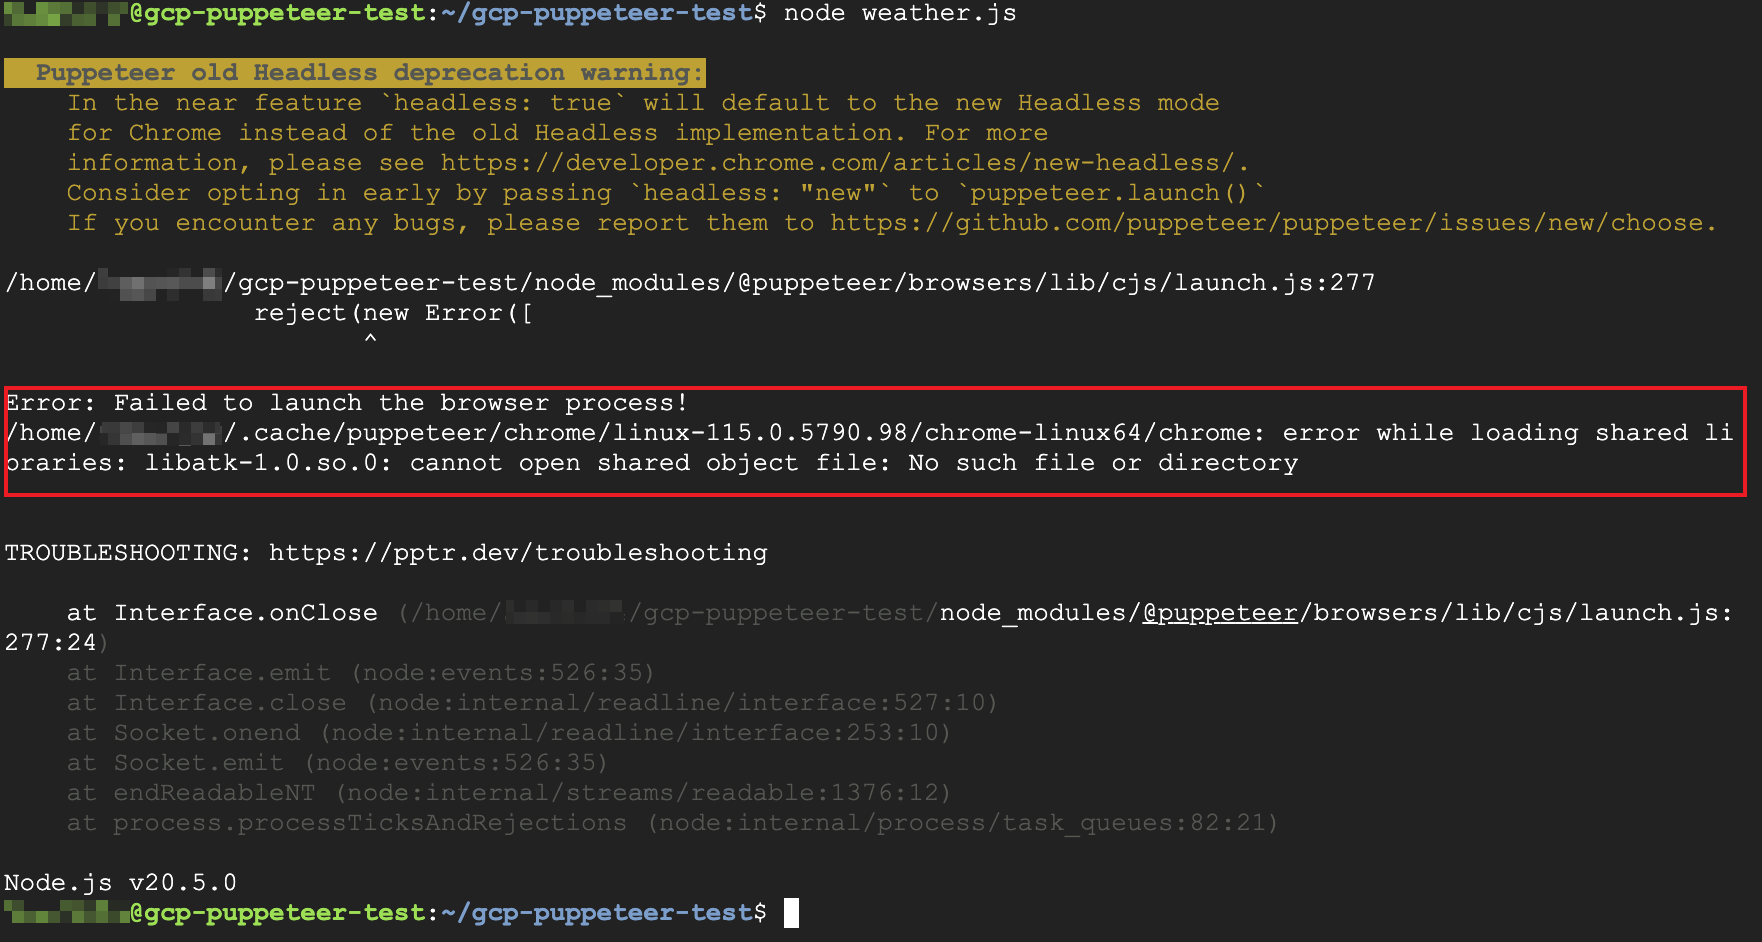 @gcp-puppeteer-test:~/gcp-puppeteer-test$ node weather.js
Puppeteer old Headless deprecation warning:
In the near feature `headless: true` will default to the new Headless mode
for Chrome instead of the old Headless implementation. For more
information, please see https://developer.chrome.com/articles/new-headless/.
Consider opting in early by passing `headless: "new"` to `puppeteer.launch()`
If you encounter any bugs, please report them to https://github.com/puppeteer/puppeteer/issues/new/choose.
/home/ /gcp-puppeteer-test/node_modules/@puppeteer/browsers/lib/cjs/launch.js:277
reject(new Error([
^
Error: Failed to launch the browser process!
/home/ /.cache/puppeteer/chrome/linux-115.0.5790.98/chrome-linux64/chrome: error while loading shared li
braries: libatk-1.0.so.0: cannot open shared object file: No such file or directory
TROUBLESHOOTING: https://pptr.dev/troubleshooting
at Interface.onClose (/home/ /gcp-puppeteer-test/node_modules/@puppeteer/browsers/lib/cjs/launch.js:
277:24)
at Interface.emit (node:events:526:35)
at Interface.close (node:internal/readline/interface:527:10)
at Socket.onend (node:internal/readline/interface:253:10)
at Socket.emit (node:events:526:35)
at endReadableNT (node:internal/streams/readable:1376:12)
at process.processTicksAndRejections (node:internal/process/task_queues:82:21)
Node.js v20.5.0
@gcp-puppeteer-test:~/gcp-puppeteer-test$